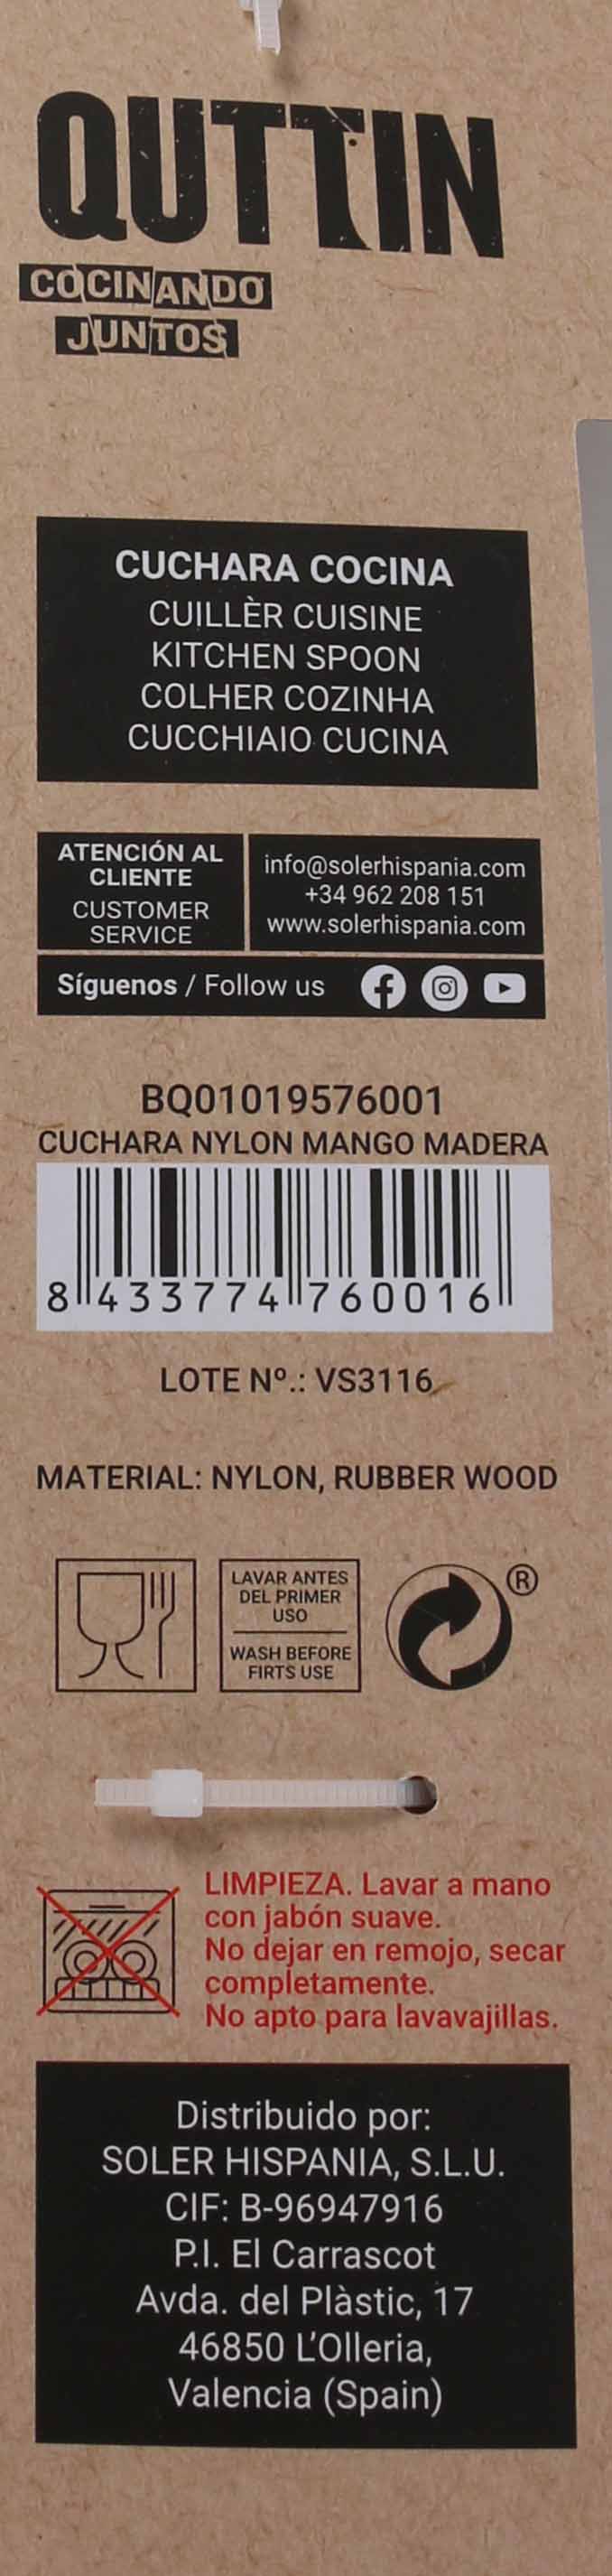 QUTTIN
COCINANDO
JUNTOS
CUCHARA COCINA
CUILLÈR CUISINE
KITCHEN SPOON
COLHER COZINHA
CUCCHIAIO CUCINA
ATENCIÓN AL
CLIENTE
CUSTOMER
SERVICE
info@solerhispania.com
+34 962 208 151
www.solerhispania.com
Síguenos / Follow us
BQ01019576001
CUCHARA NYLON MANGO MADERA
8 433774 760016
LOTE Nº.: VS3116
MATERIAL: NYLON, RUBBER WOOD
LAVAR ANTES
DEL PRIMER
USO
WASH BEFORE
FIRTS USE
®
LIMPIEZA. Lavar a mano
con jabón suave.
No dejar en remojo, secar
completamente.
No apto para lavavajillas.
Distribuido por:
SOLER HISPANIA, S.L.U.
CIF: B-96947916
P.I. El Carrascot
Avda. del Plàstic, 17
46850 L'Olleria,
Valencia (Spain)